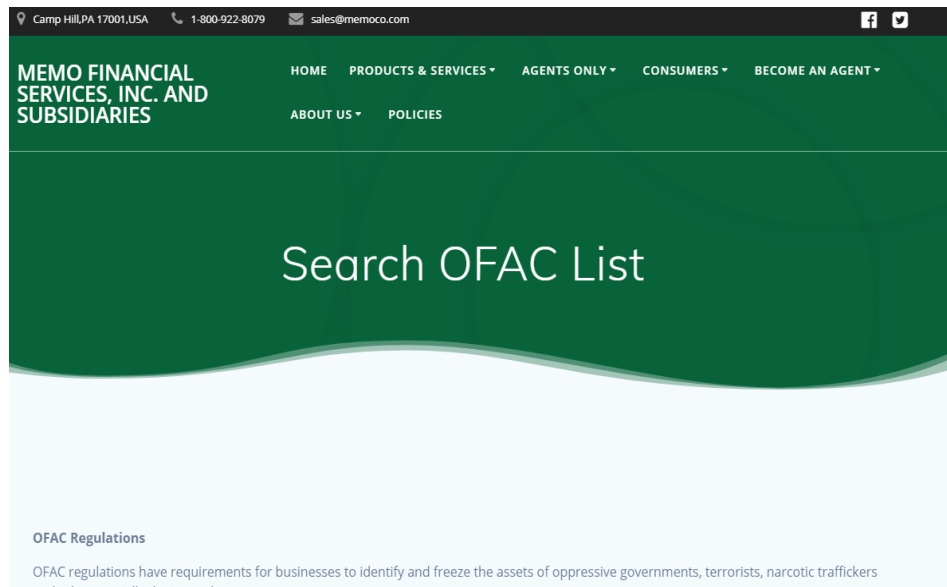 Camp Hill,PA 17001,USA 1-800-922-8079 sales@memoco.com
MEMO FINANCIAL
SERVICES, INC. AND
SUBSIDIARIES
HOME PRODUCTS & SERVICES AGENTS ONLY CONSUMERS BECOME AN AGENT
ABOUT US POLICIES
Search OFAC List
OFAC Regulations
OFAC regulations have requirements for businesses to identify and freeze the assets of oppressive governments, terrorists, narcotic traffickers